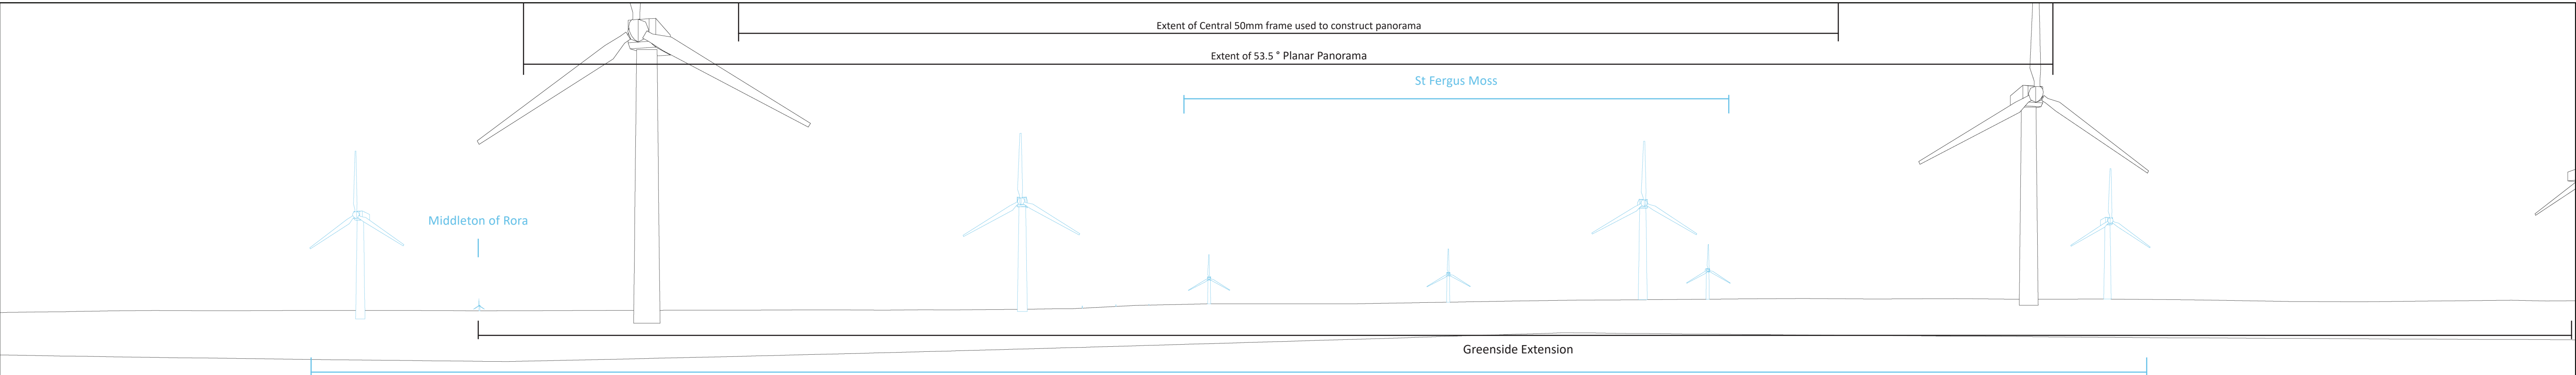 Extent of Central 50mm frame used to construct panorama
Extent of 53.5 ° Planar Panorama
St Fergus Moss
Middleton of Rora
Greenside Extension